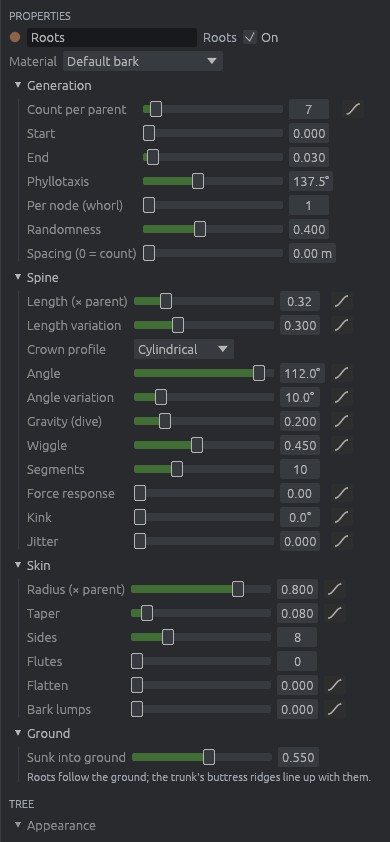 PROPERTIES
Roots Roots On
Material Default bark
Generation
Count per parent 7
Start 0.000
End 0.030
Phyllotaxis 137.5°
Per node (whorl) 1
Randomness 0.400
Spacing (0 = count) 0.00 m
Spine
Length (× parent) 0.32
Length variation 0.300
Crown profile Cylindrical
Angle 112.0°
Angle variation 10.0°
Gravity (dive) 0.200
Wiggle 0.450
Segments 10
Force response 0.00
Kink 0.0°
Jitter 0.000
Skin
Radius (× parent) 0.800
Taper 0.080
Sides 8
Flutes 0
Flatten 0.000
Bark lumps 0.000
Ground
Sunk into ground 0.550
Roots follow the ground; the trunk's buttress ridges line up with them.
TREE
Appearance